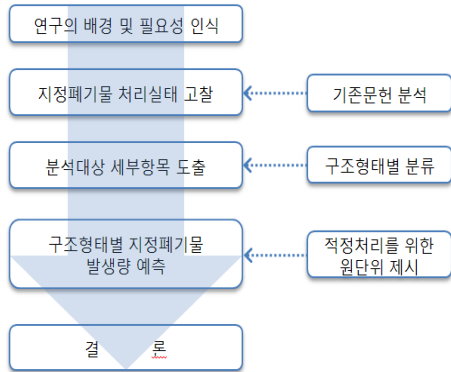 연구의 배경 및 필요성 인식
지정폐기물 처리실태 고찰
기존문헌 분석
분석대상 세부항목 도출
구조형태별 분류
구조형태별 지정폐기물
발생량 예측
적정처리를 위한
원단위 제시
결 론